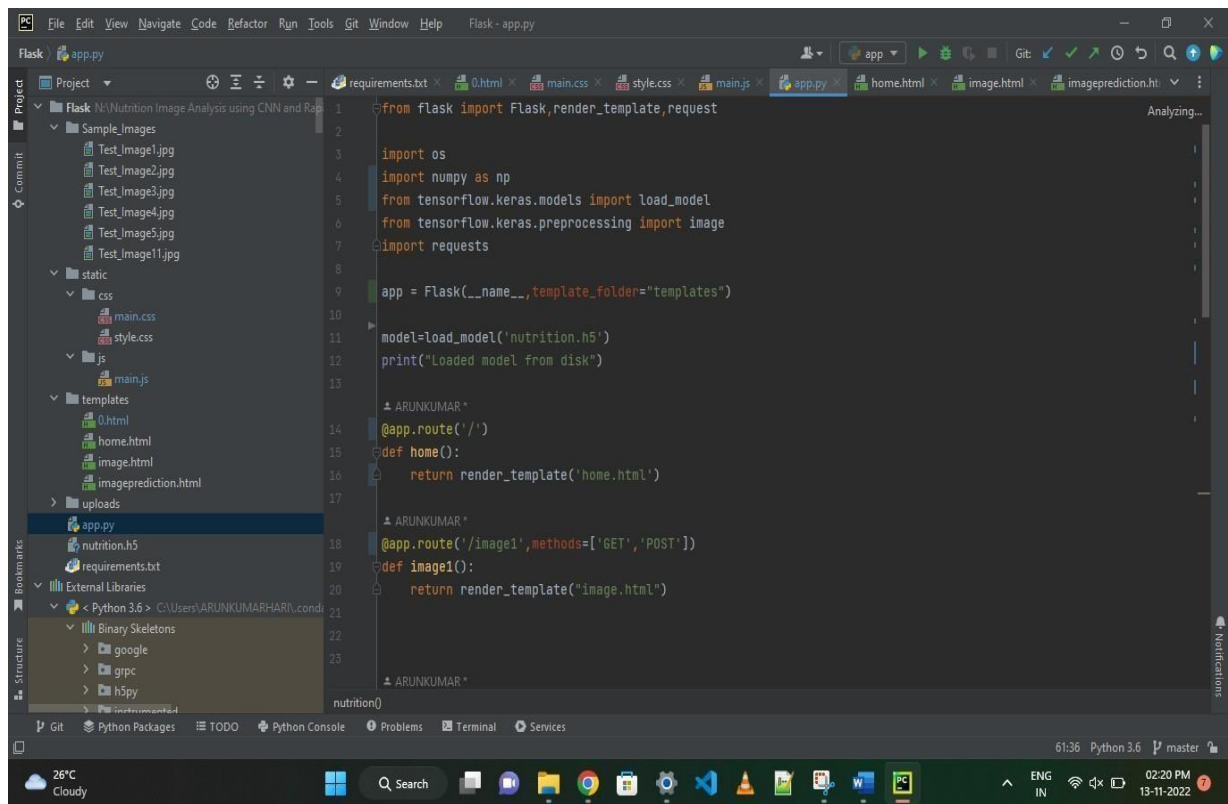 PC File Edit View Navigate Code Refactor Run Tools Git Window Help Flask - app.py
Flask app.py app Git:
Project
Project requirements.txt 0.html main.css style.css main.js app.py home.html image.html imageprediction.ht
Analyzing...
Flask N:\Nutrition Image Analysis using CNN and Rap
Sample_Images
Test_Image1.jpg
Test_Image2.jpg
Test_Image3.jpg
Test_Image4.jpg
Test_Image5.jpg
Test_Image11.jpg
static
css
main.css
style.css
js
main.js
templates
0.html
home.html
image.html
imageprediction.html
uploads
app.py
nutrition.h5
requirements.txt
External Libraries
< Python 3.6 > C:\Users\ARUNKUMARHARI\.conda
Binary Skeletons
google
grpc
h5py
instrumented
Commit
Bookmarks
Structure
1 from flask import Flask,render_template,request
2
3 import os
4 import numpy as np
5 from tensorflow.keras.models import load_model
6 from tensorflow.keras.preprocessing import image
7 import requests
8
9 app = Flask(__name__,template_folder="templates")
10
11 model=load_model('nutrition.h5')
12 print("Loaded model from disk")
13
ARUNKUMAR *
14 @app.route('/')
15 def home():
16 return render_template('home.html')
17
ARUNKUMAR *
18 @app.route('/image1',methods=['GET','POST'])
19 def image1():
20 return render_template("image.html")
21
22
23
ARUNKUMAR *
nutrition()
Notifications
Git Python Packages TODO Python Console Problems Terminal Services
61:36 Python 3.6 master
26°C
Cloudy
Search
ENG
IN
02:20 PM
13-11-2022
7